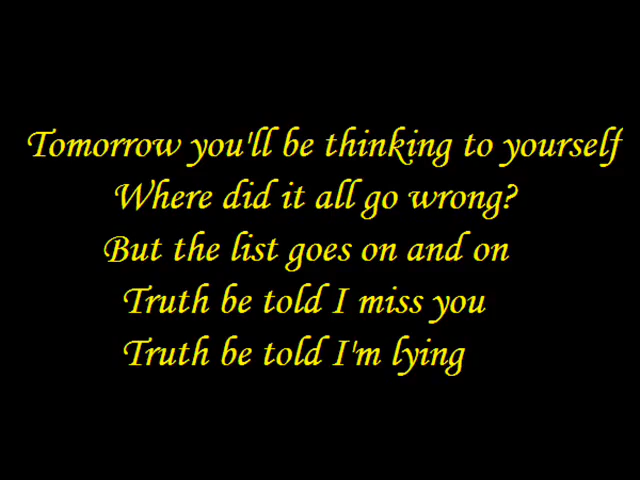 Tomorrow you'll be thinking to yourself
Where did it all go wrong?
But the list goes on and on
Truth be told I miss you
Truth be told I'm lying